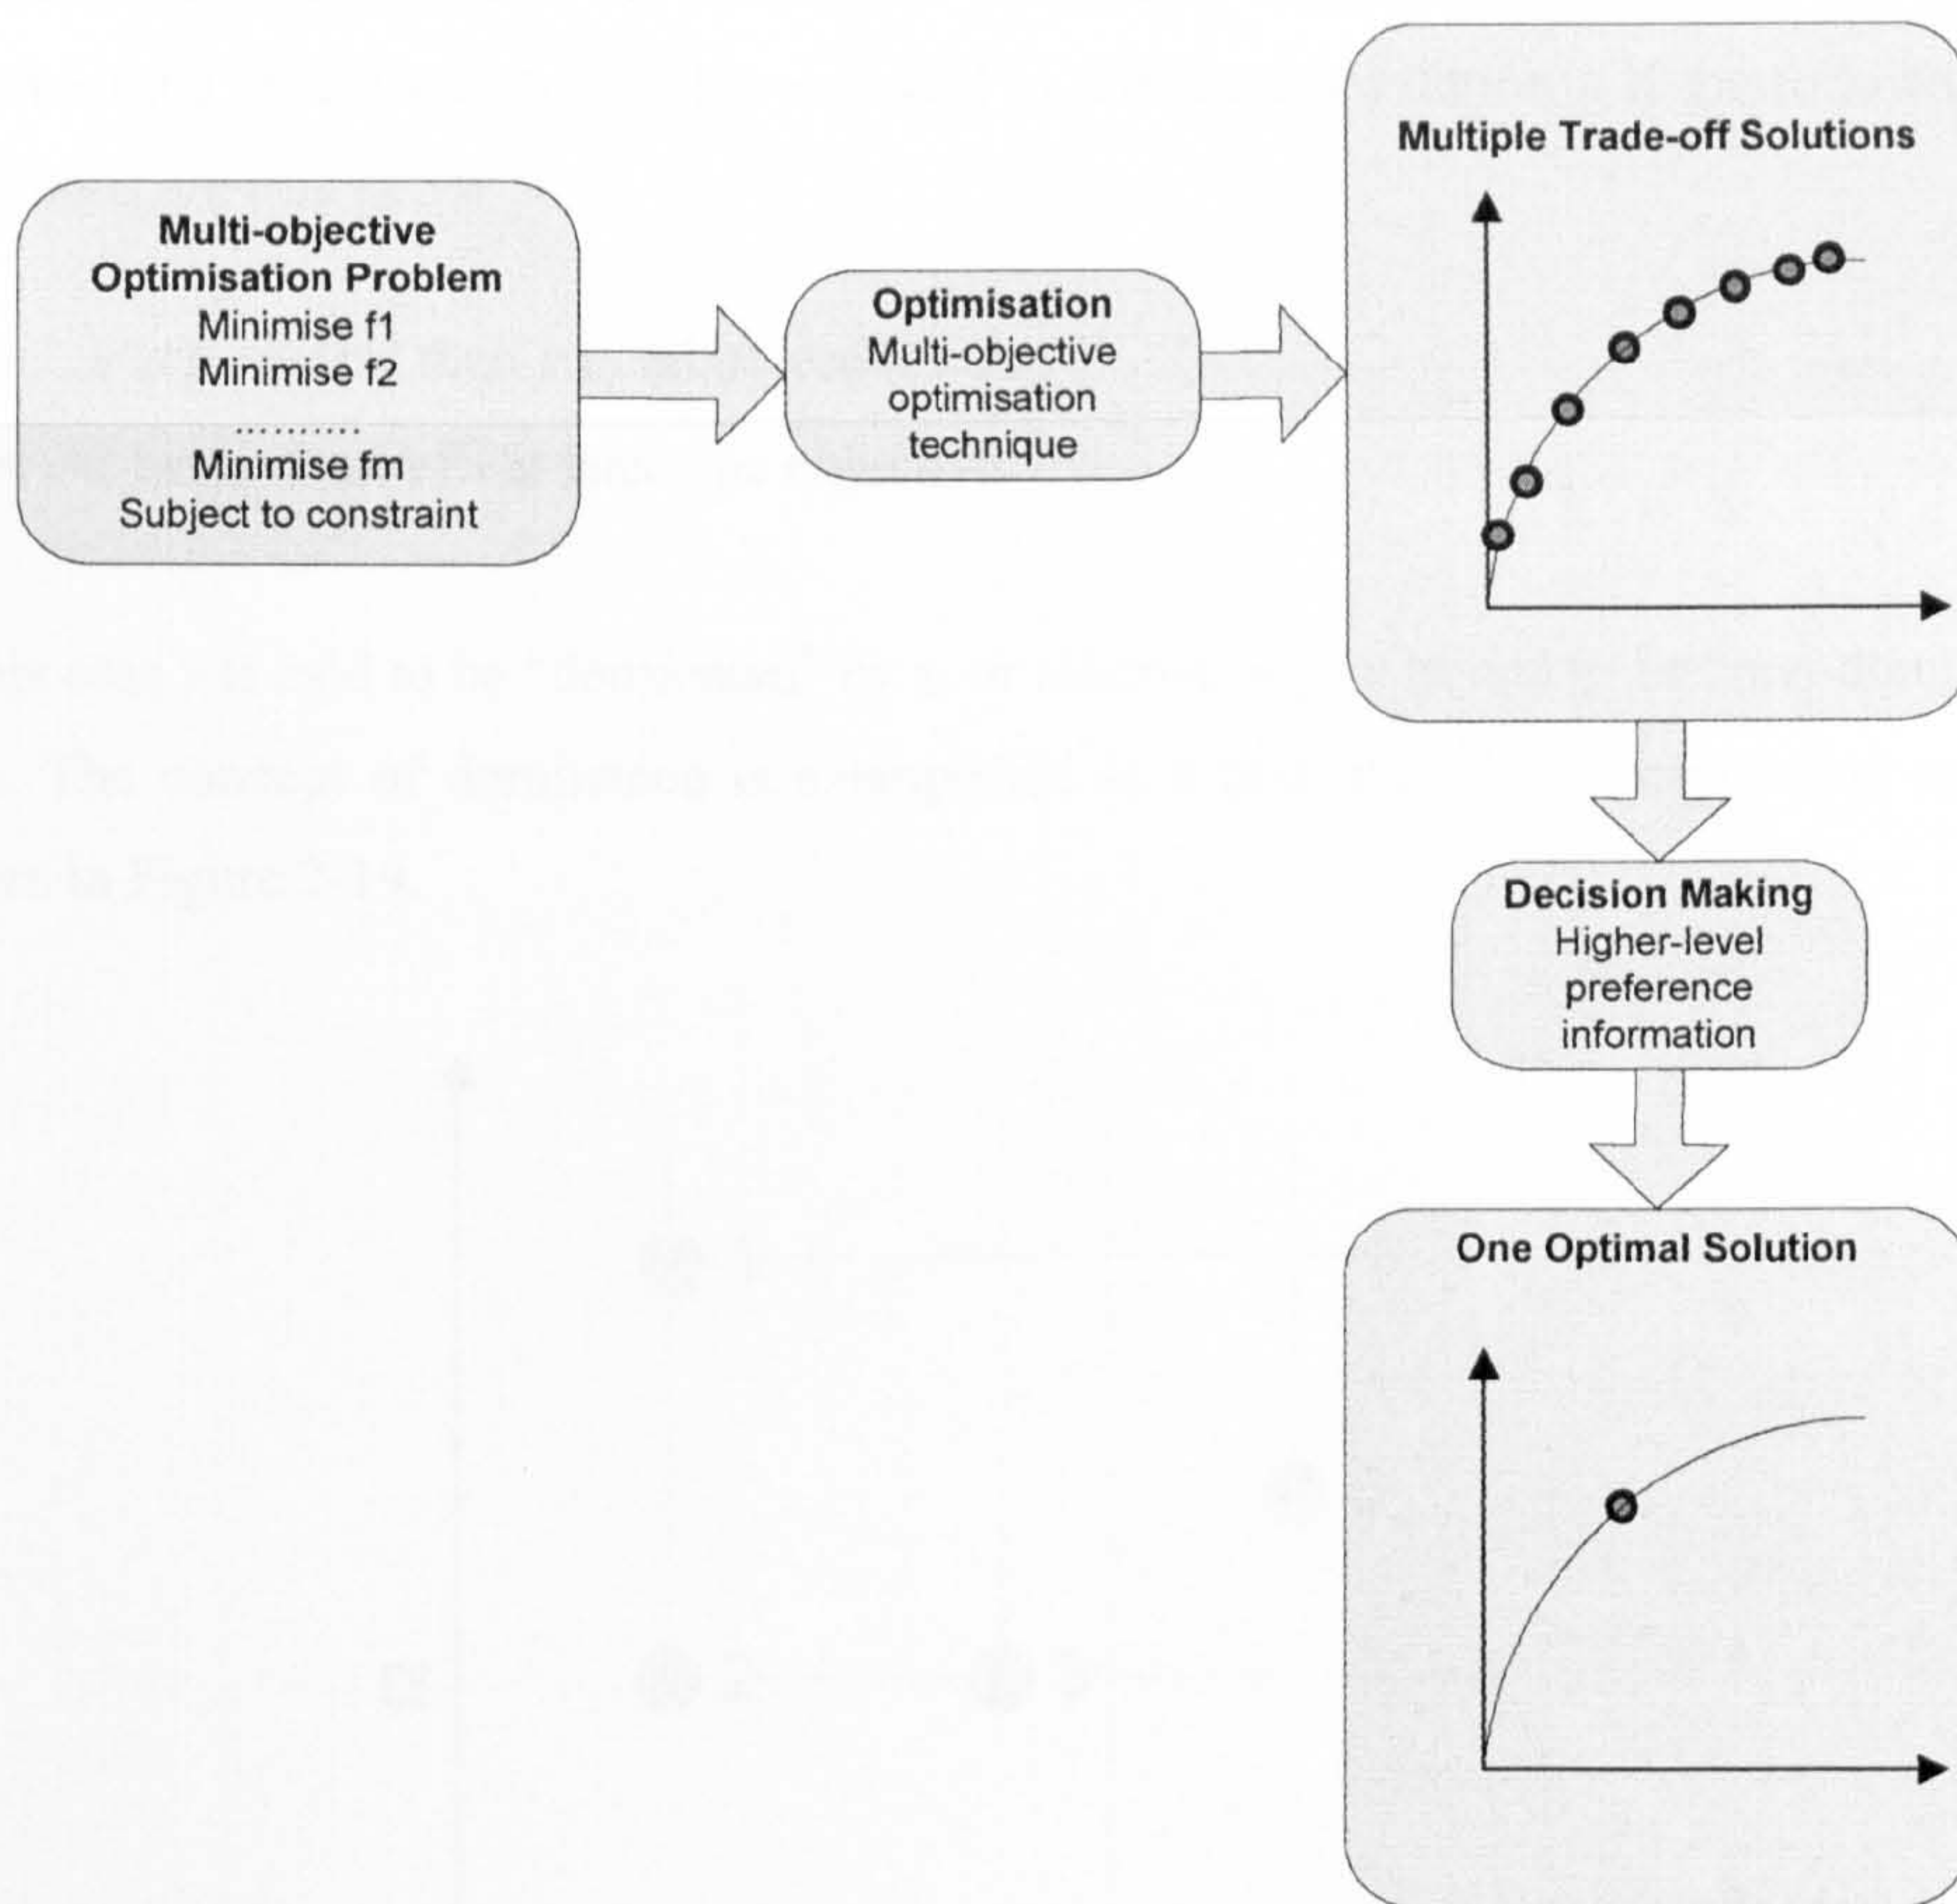 Multiple Trade-off Solutions
Multi-objective
Optimisation Problem
Minimise f1
Minimise f2
..........
Minimise fm
Subject to constraint
Optimisation
Multi-objective
optimisation
technique
Decision Making
Higher-level
preference
information
One Optimal Solution